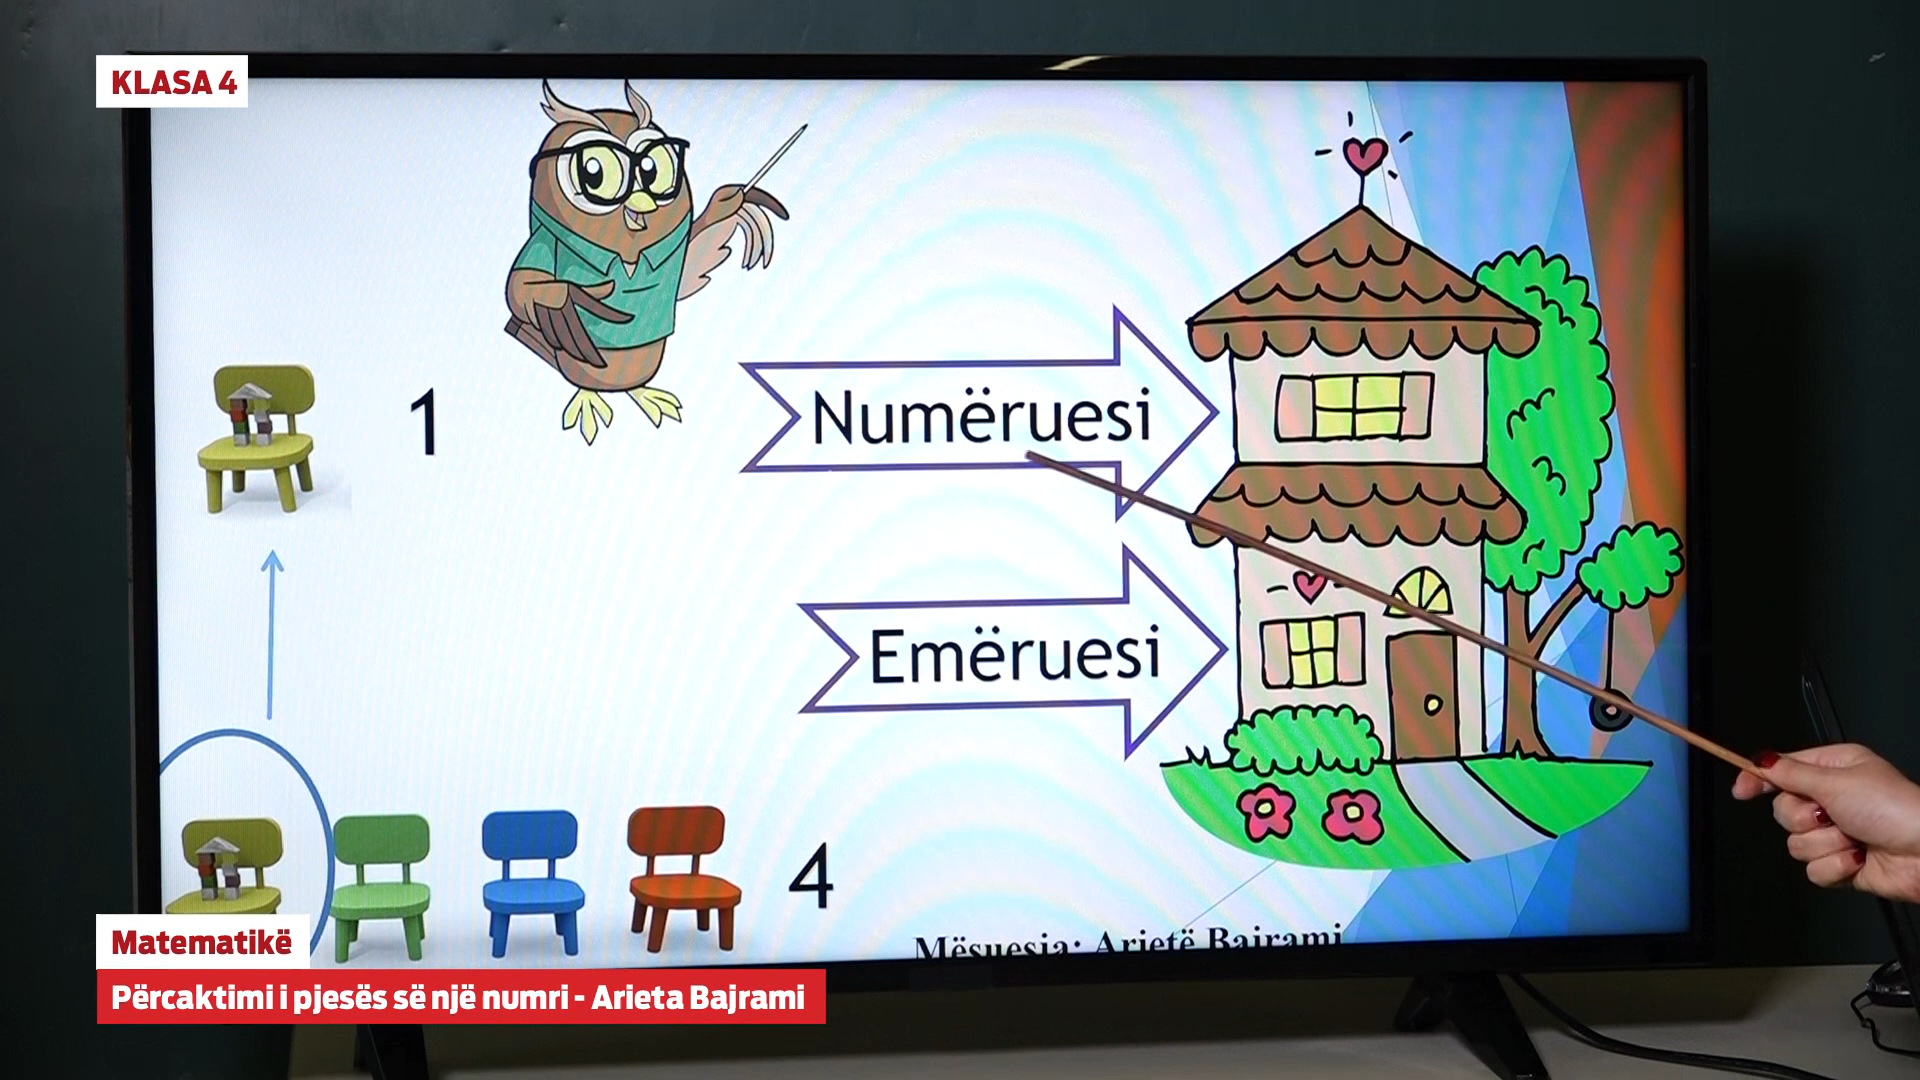 KLASA 4
1
Numëruesi
Emëruesi
4
Mësuesja: Arietë Bajrami
Matematikë
Përcaktimi i pjesës së një numri - Arieta Bajrami